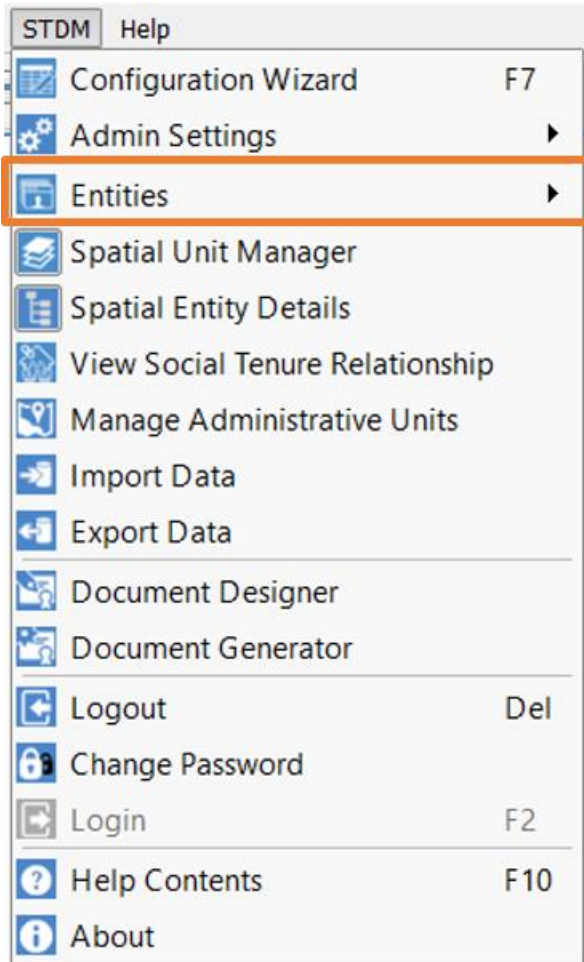 STDM Help
Configuration Wizard F7
Admin Settings
Entities
Spatial Unit Manager
Spatial Entity Details
View Social Tenure Relationship
Manage Administrative Units
Import Data
Export Data
Document Designer
Document Generator
Logout Del
Change Password
Login F2
Help Contents F10
About